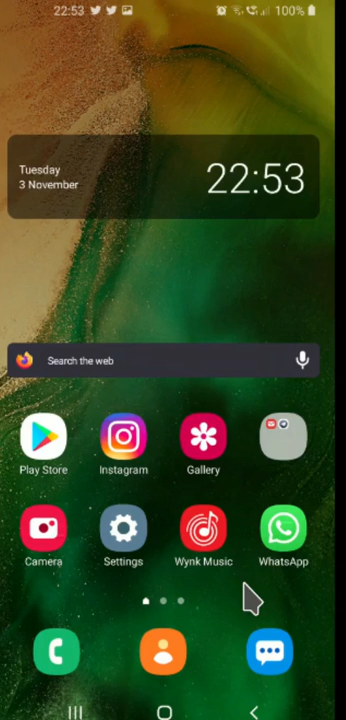 22:53
100%
Tuesday
3 November
22:53
Search the web
Play Store
Instagram
Gallery
Camera
Settings
Wynk Music
WhatsApp